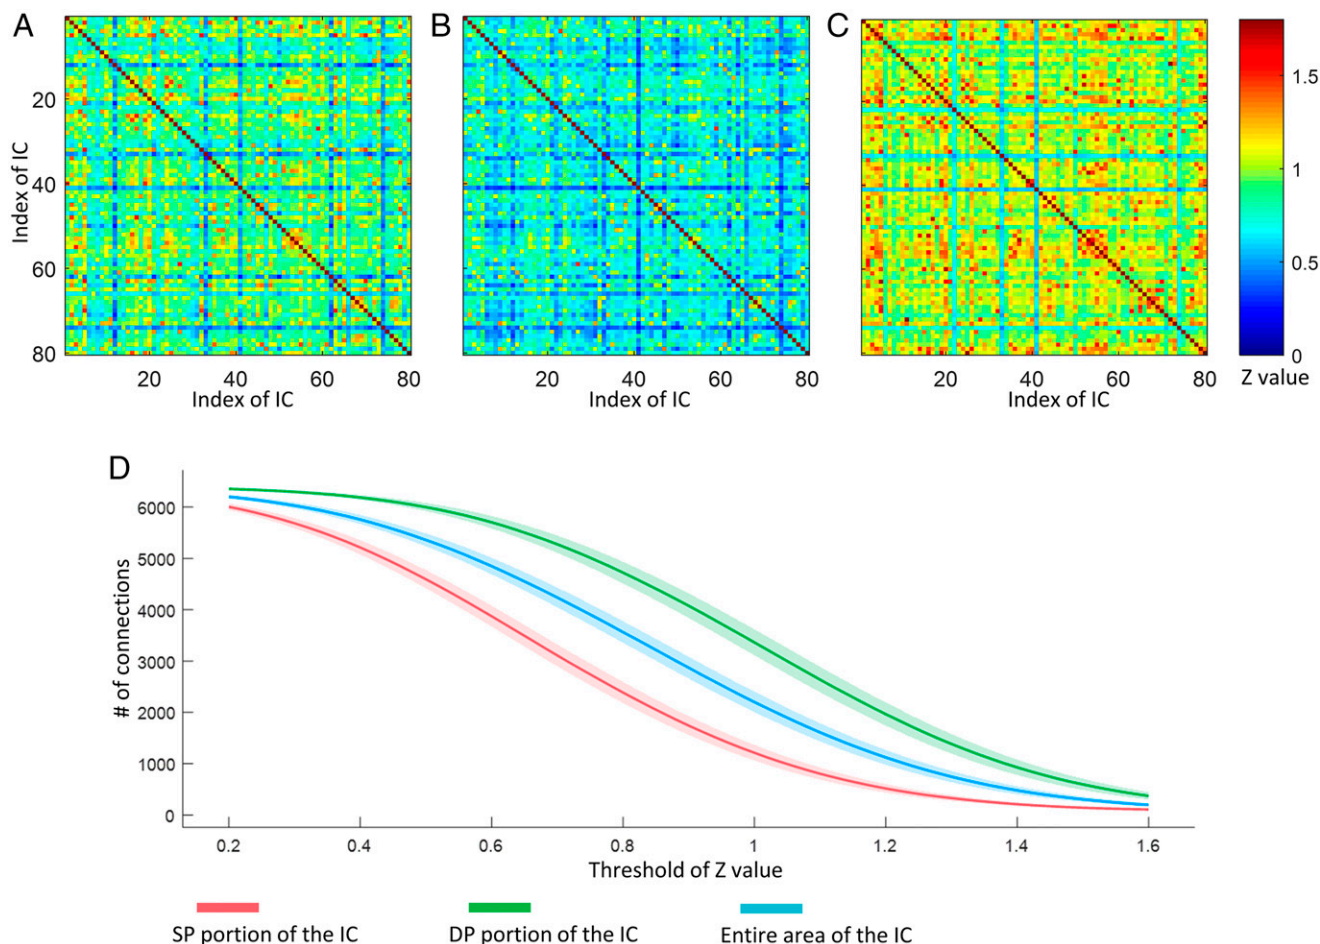 A B C
20
40
60
80
Index of IC
20 40 60 80
Index of IC
20 40 60 80
Index of IC
20 40 60 80
Index of IC
1.5
1
0.5
0
Z value
D
6000
5000
4000
3000
2000
1000
0
# of connections
0.2 0.4 0.6 0.8 1 1.2 1.4 1.6
Threshold of Z value
SP portion of the IC DP portion of the IC Entire area of the IC